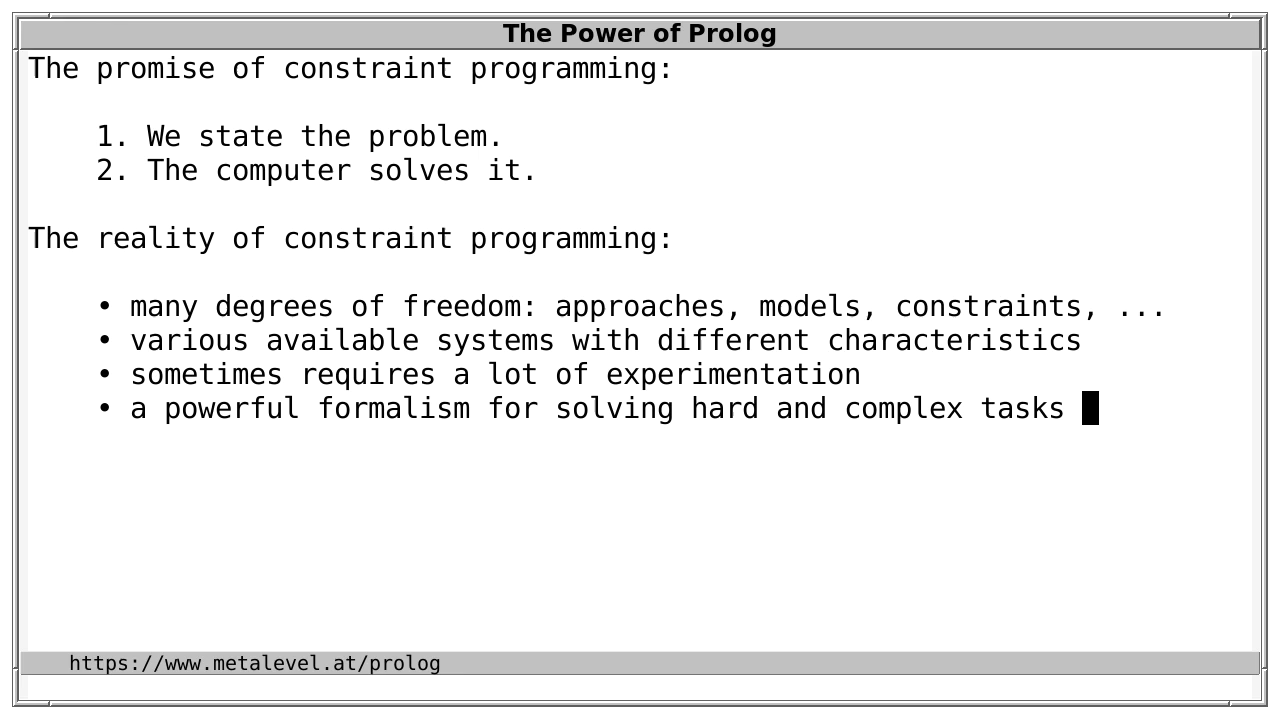 The Power of Prolog
The promise of constraint programming:
1. We state the problem.
2. The computer solves it.
The reality of constraint programming:
• many degrees of freedom: approaches, models, constraints, ...
• various available systems with different characteristics
• sometimes requires a lot of experimentation
• a powerful formalism for solving hard and complex tasks
https://www.metalevel.at/prolog